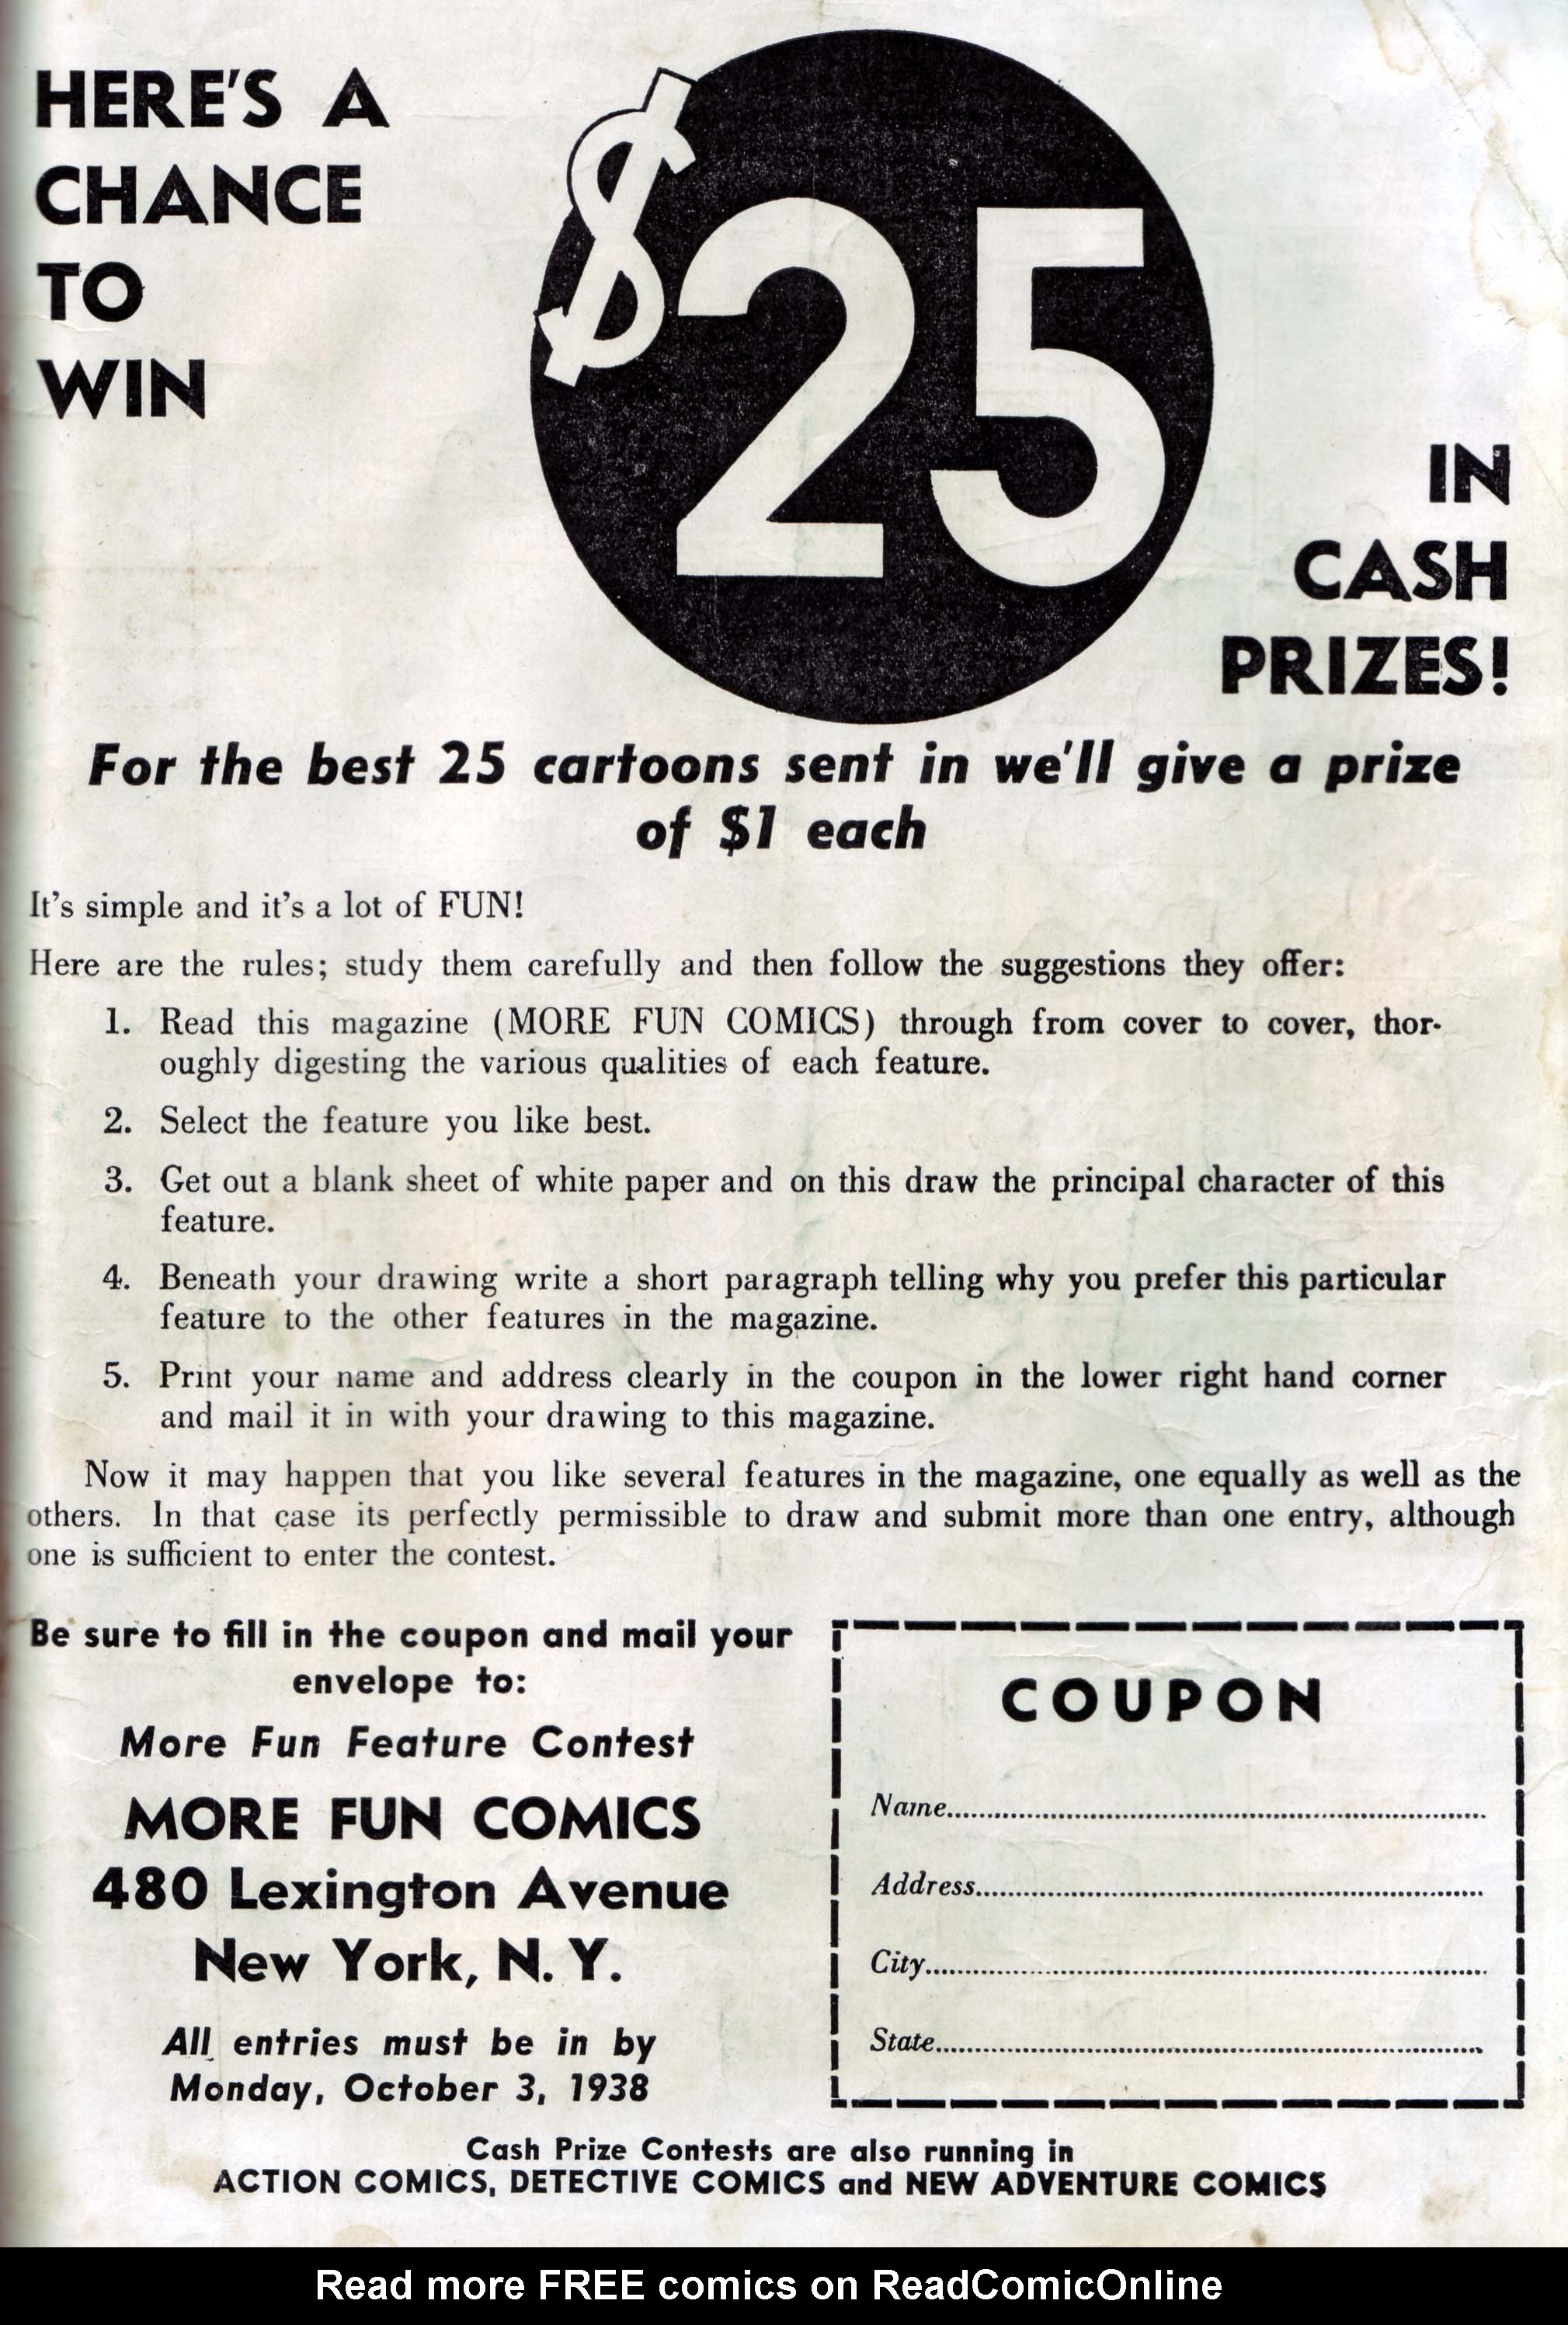 HERE'S A
CHANCE
TO
WIN
$25
IN
CASH
PRIZES!
For the best 25 cartoons sent in we'll give a prize
of $1 each
It's simple and it's a lot of FUN!
Here are the rules; study them carefully and then follow the suggestions they offer:
1. Read this magazine (MORE FUN COMICS) through from cover to cover, thor-
oughly digesting the various qualities of each feature.
2. Select the feature you like best.
3. Get out a blank sheet of white paper and on this draw the principal character of this
feature.
4. Beneath your drawing write a short paragraph telling why you prefer this particular
feature to the other features in the magazine.
5. Print your name and address clearly in the coupon in the lower right hand corner
and mail it in with your drawing to this magazine.
Now it may happen that you like several features in the magazine, one equally as well as the
others. In that case its perfectly permissible to draw and submit more than one entry, although
one is sufficient to enter the contest.
Be sure to fill in the coupon and mail your
envelope to:
More Fun Feature Contest
MORE FUN COMICS
480 Lexington Avenue
New York, N. Y.
All entries must be in by
Monday, October 3, 1938
COUPON
Name
Address
City
State
Cash Prize Contests are also running in
ACTION COMICS, DETECTIVE COMICS and NEW ADVENTURE COMICS
Read more FREE comics on ReadComicOnline